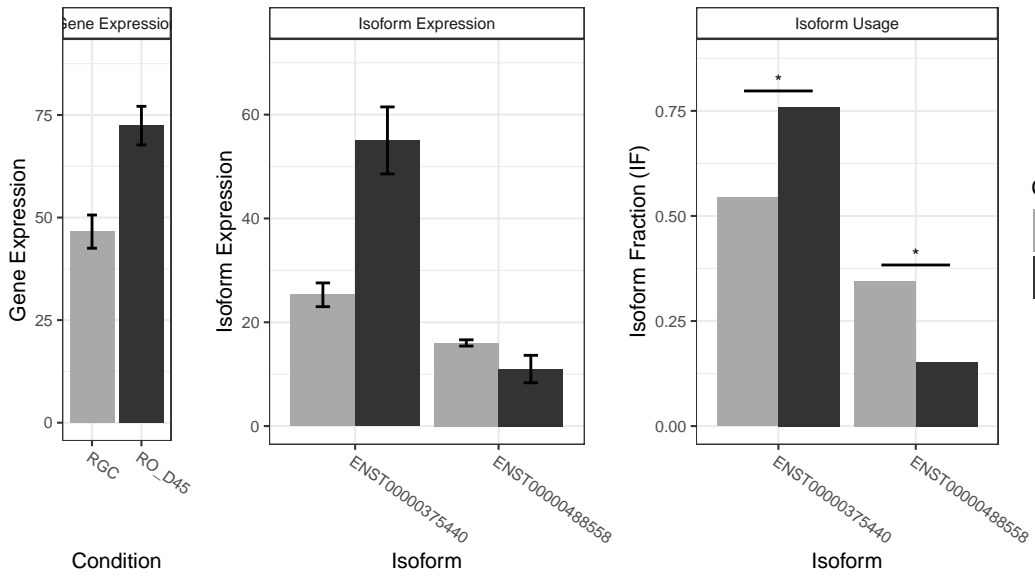 Gene Expression
Gene Expression
75
50
25
0
RGC
RO_D45
Condition
Isoform Expression
Isoform Expression
60
40
20
0
ENST00000375440
ENST00000488558
Isoform
Isoform Usage
Isoform Fraction (IF)
0.75
0.50
0.25
0.00
*
*
ENST00000375440
ENST00000488558
Isoform